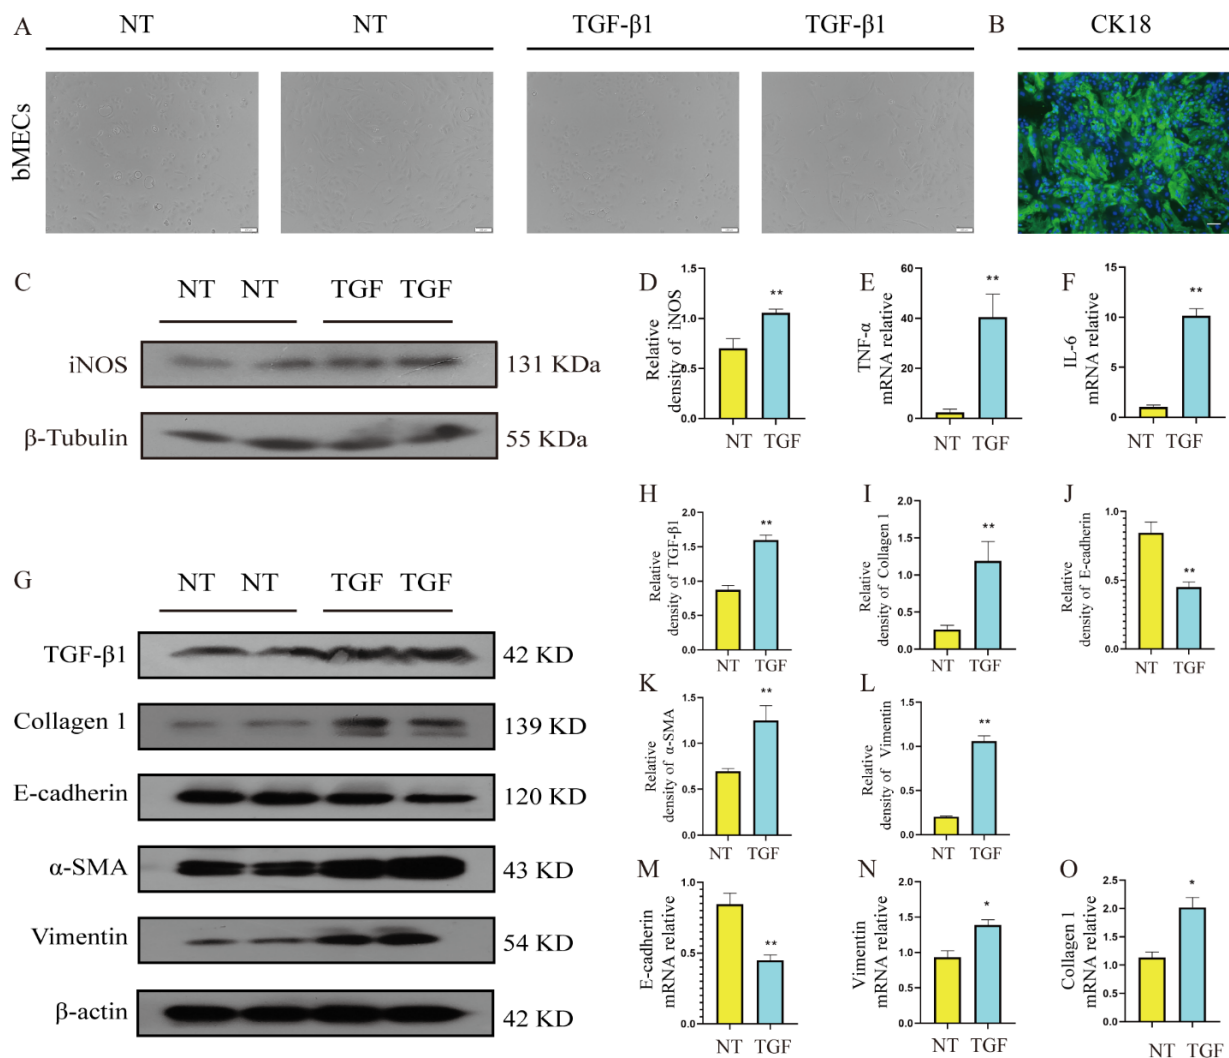 A
NT
NT
TGF-β1
TGF-β1
B
CK18
bMECs
C
NT NT TGF TGF
iNOS
131 KDa
β-Tubulin
55 KDa
D
Relative
density of iNOS
1.5
1.0
0.5
0.0
**
NT TGF
E
TNF-α
mRNA relative
60
40
20
0
**
NT TGF
F
IL-6
mRNA relative
15
10
5
0
**
NT TGF
G
NT NT TGF TGF
TGF-β1
42 KD
Collagen 1
139 KD
E-cadherin
120 KD
α-SMA
43 KD
Vimentin
54 KD
β-actin
42 KD
H
Relative
density of TGF-β1
2.0
1.5
1.0
0.5
0.0
**
NT TGF
I
Relative
density of Collagen 1
2.0
1.5
1.0
0.5
0.0
**
NT TGF
J
Relative
density of E-cadherin
1.0
0.5
0.0
**
NT TGF
K
Relative
density of α-SMA
1.5
1.0
0.5
0.0
**
NT TGF
L
Relative
density of Vimentin
1.5
1.0
0.5
0.0
**
NT TGF
M
E-cadherin
mRNA relative
1.0
0.5
0.0
**
NT TGF
N
Vimentin
mRNA relative
2.0
1.5
1.0
0.5
0.0
*
NT TGF
O
Collagen 1
mRNA relative
2.5
2.0
1.5
1.0
0.5
0.0
*
NT TGF